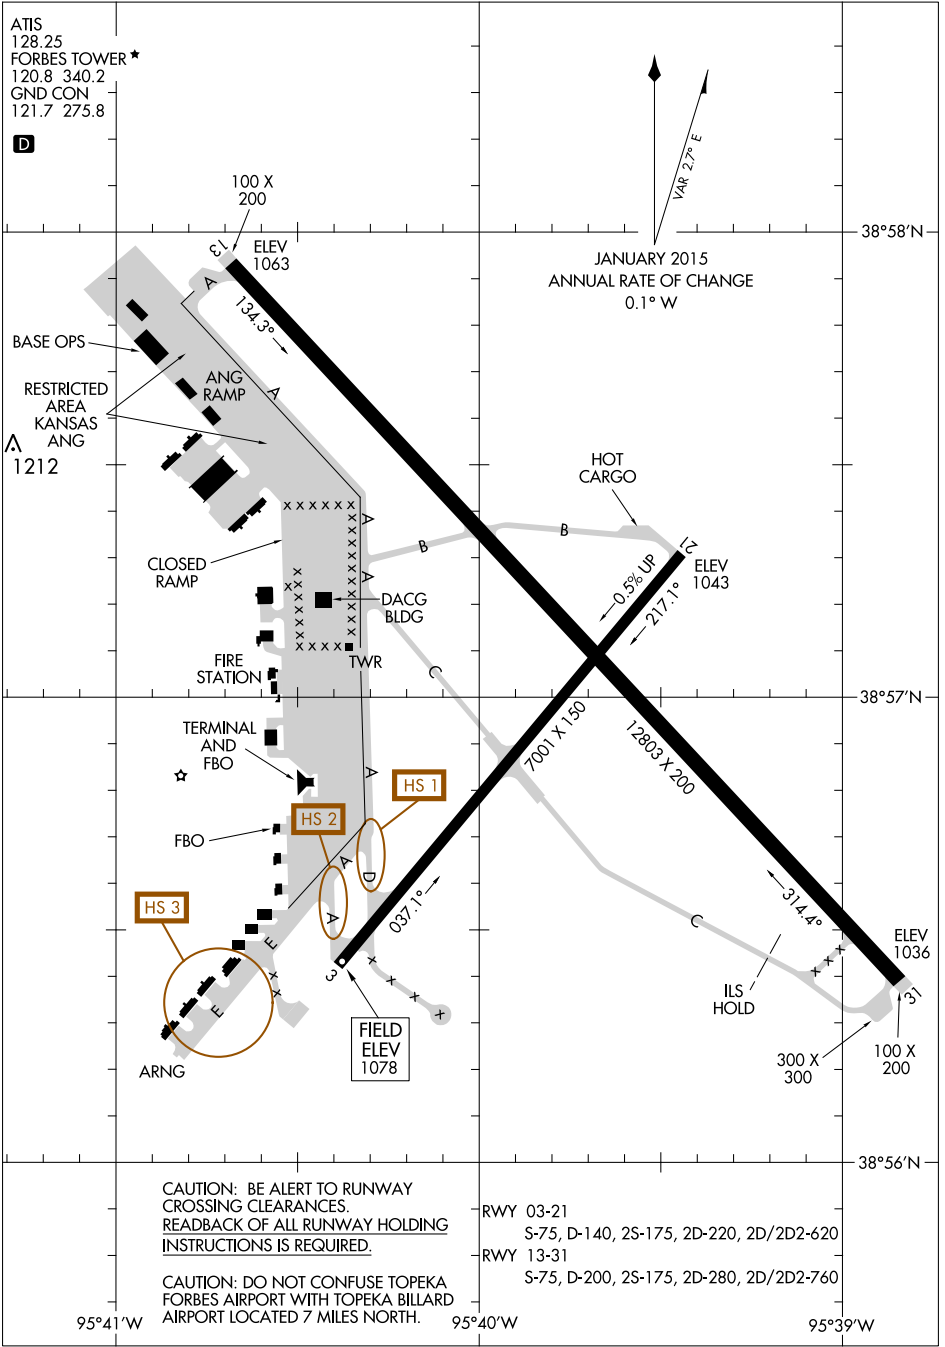 ATIS
128.25
FORBES TOWER
120.8 340.2
GND CON
121.7 275.8
D
VAR 2.7° E
JANUARY 2015
ANNUAL RATE OF CHANGE
0.1° W
38°58'N
100 X
200
13
ELEV
1063
A
134.3°
BASE OPS
ANG
RAMP
A
RESTRICTED
AREA
KANSAS
ANG
1212
HOT
CARGO
X X X X X X
A
B
B
21
ELEV
1043
CLOSED
RAMP
A
0.5% UP
217.1°
DACG
BLDG
TWR
FIRE
STATION
C
38°57'N
7001 X 150
12803 X 200
TERMINAL
AND
FBO
A
HS 1
HS 2
FBO
A
D
HS 3
A
037.1°
314.4°
C
E
ELEV
1036
3
31
ILS
HOLD
E
FIELD
ELEV
1078
ARNG
300 X
300
100 X
200
38°56'N
CAUTION: BE ALERT TO RUNWAY
CROSSING CLEARANCES.
READBACK OF ALL RUNWAY HOLDING
INSTRUCTIONS IS REQUIRED.
CAUTION: DO NOT CONFUSE TOPEKA
FORBES AIRPORT WITH TOPEKA BILLARD
AIRPORT LOCATED 7 MILES NORTH.
RWY 03-21
S-75, D-140, 2S-175, 2D-220, 2D/2D2-620
RWY 13-31
S-75, D-200, 2S-175, 2D-280, 2D/2D2-760
95°41'W
95°40'W
95°39'W